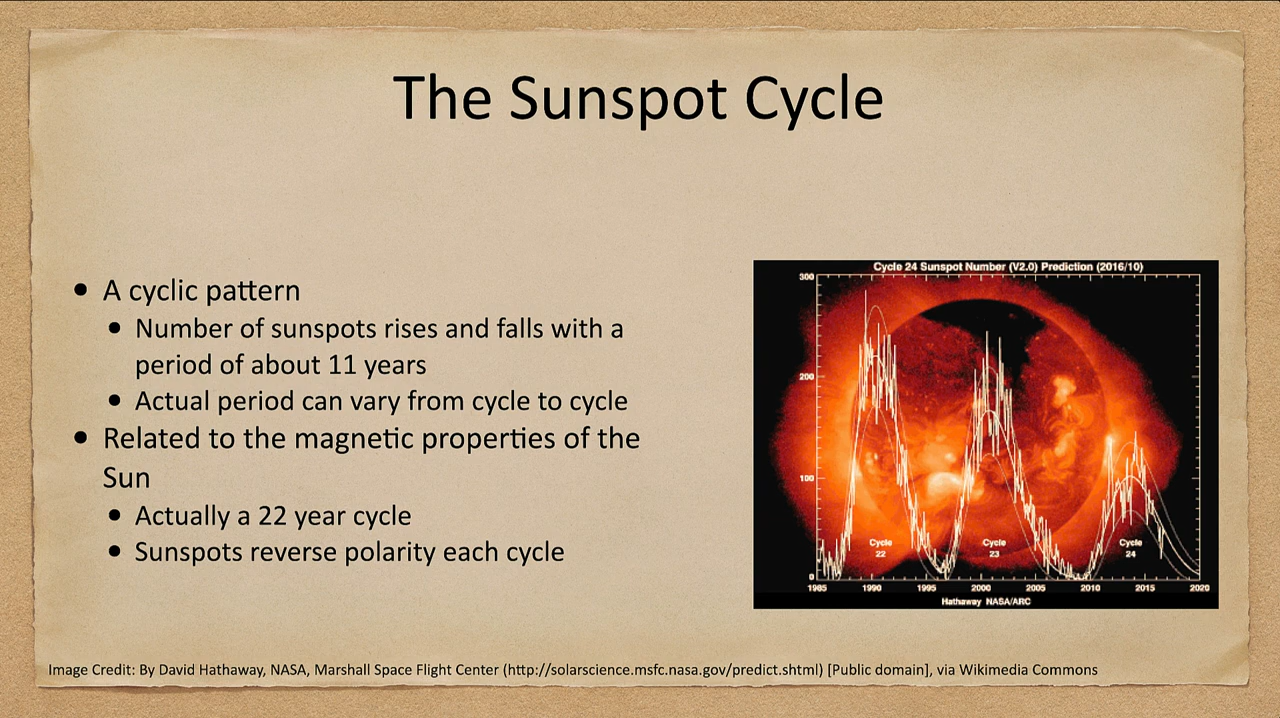 The Sunspot Cycle
• A cyclic pattern
• Number of sunspots rises and falls with a
period of about 11 years
• Actual period can vary from cycle to cycle
• Related to the magnetic properties of the
Sun
• Actually a 22 year cycle
• Sunspots reverse polarity each cycle
Cycle 24 Sunspot Number (V2.0) Prediction (2016/10)
300
200
100
0
Cycle
22
Cycle
23
Cycle
24
1985 1990 1995 2000 2005 2010 2015 2020
Hathaway NASA/ARC
Image Credit: By David Hathaway, NASA, Marshall Space Flight Center (http://solarscience.msfc.nasa.gov/predict.shtml) [Public domain], via Wikimedia Commons